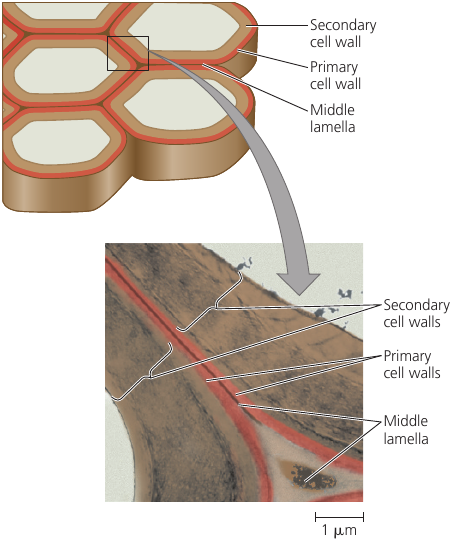 Secondary
cell wall
Primary
cell wall
Middle
lamella
Secondary
cell walls
Primary
cell walls
Middle
lamella
1 μm